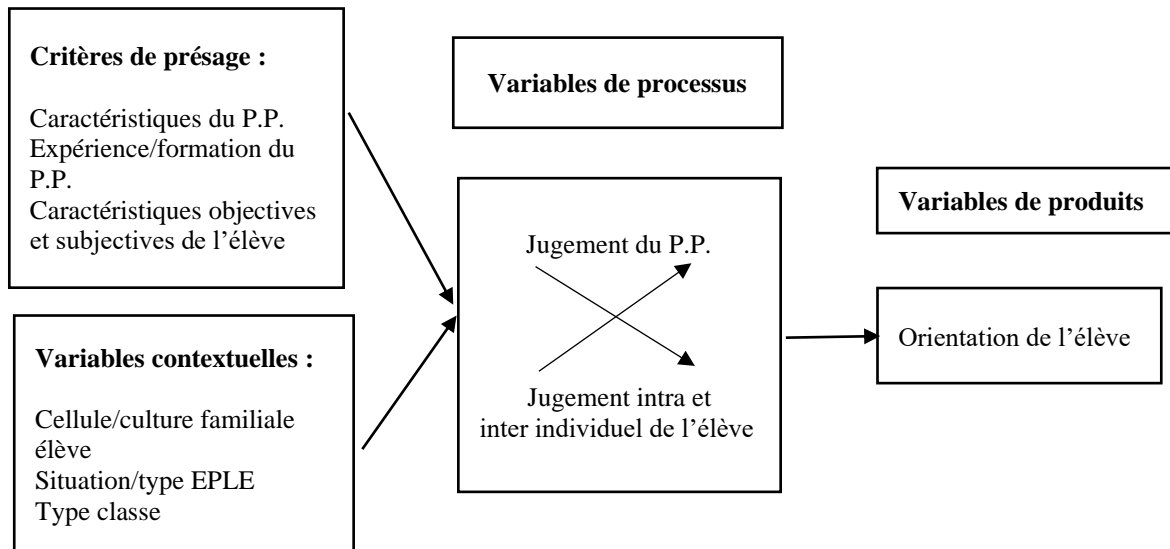 Critères de présage :
Caractéristiques du P.P.
Expérience/formation du
P.P.
Caractéristiques objectives
et subjectives de l’élève
Variables contextuelles :
Cellule/culture familiale
élève
Situation/type EPLE
Type classe
Variables de processus
Jugement du P.P.
Jugement intra et
inter individuel de l’élève
Variables de produits
Orientation de l’élève